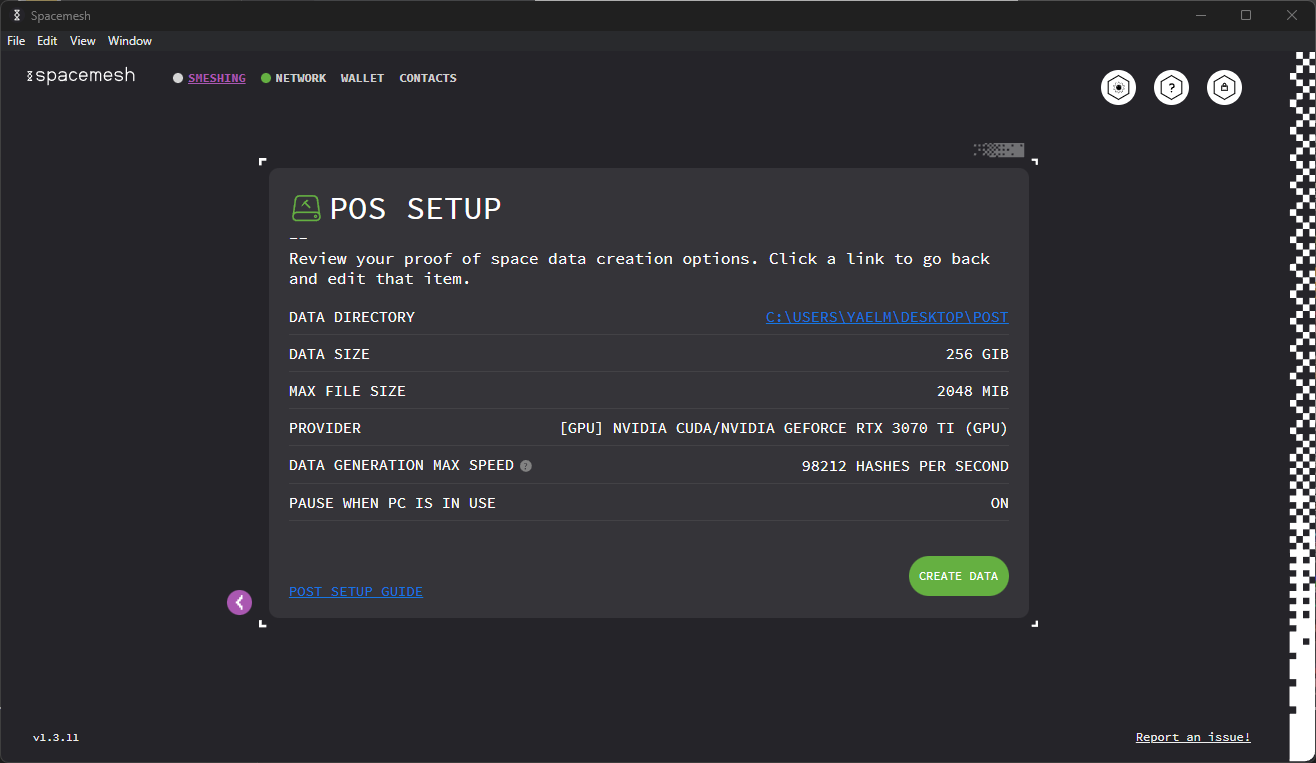 Spacemesh
File Edit View Window
spacemesh
SMESHING NETWORK WALLET CONTACTS
?
POS SETUP
--
Review your proof of space data creation options. Click a link to go back
and edit that item.
DATA DIRECTORY C:\USERS\YAELM\DESKTOP\POST
DATA SIZE 256 GIB
MAX FILE SIZE 2048 MIB
PROVIDER [GPU] NVIDIA CUDA/NVIDIA GEFORCE RTX 3070 TI (GPU)
DATA GENERATION MAX SPEED ? 98212 HASHES PER SECOND
PAUSE WHEN PC IS IN USE ON
CREATE DATA
POST SETUP GUIDE
v1.3.11
Report an issue!